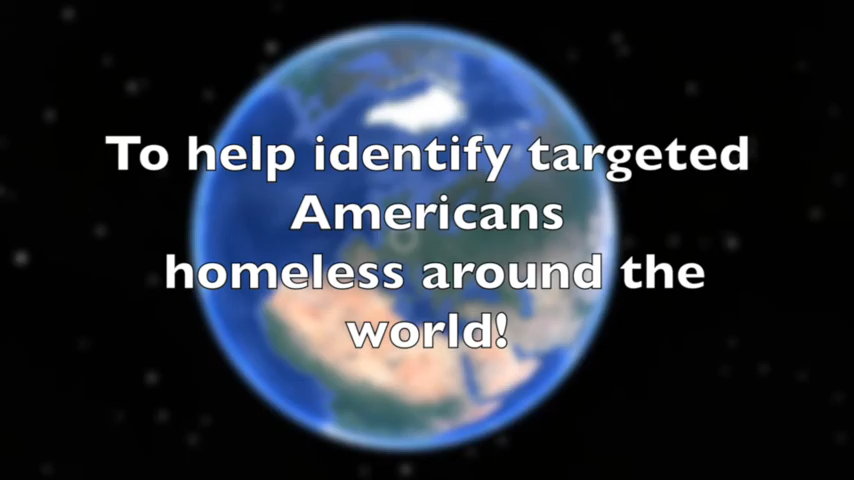 To help identify targeted
Americans
homeless around the
world!